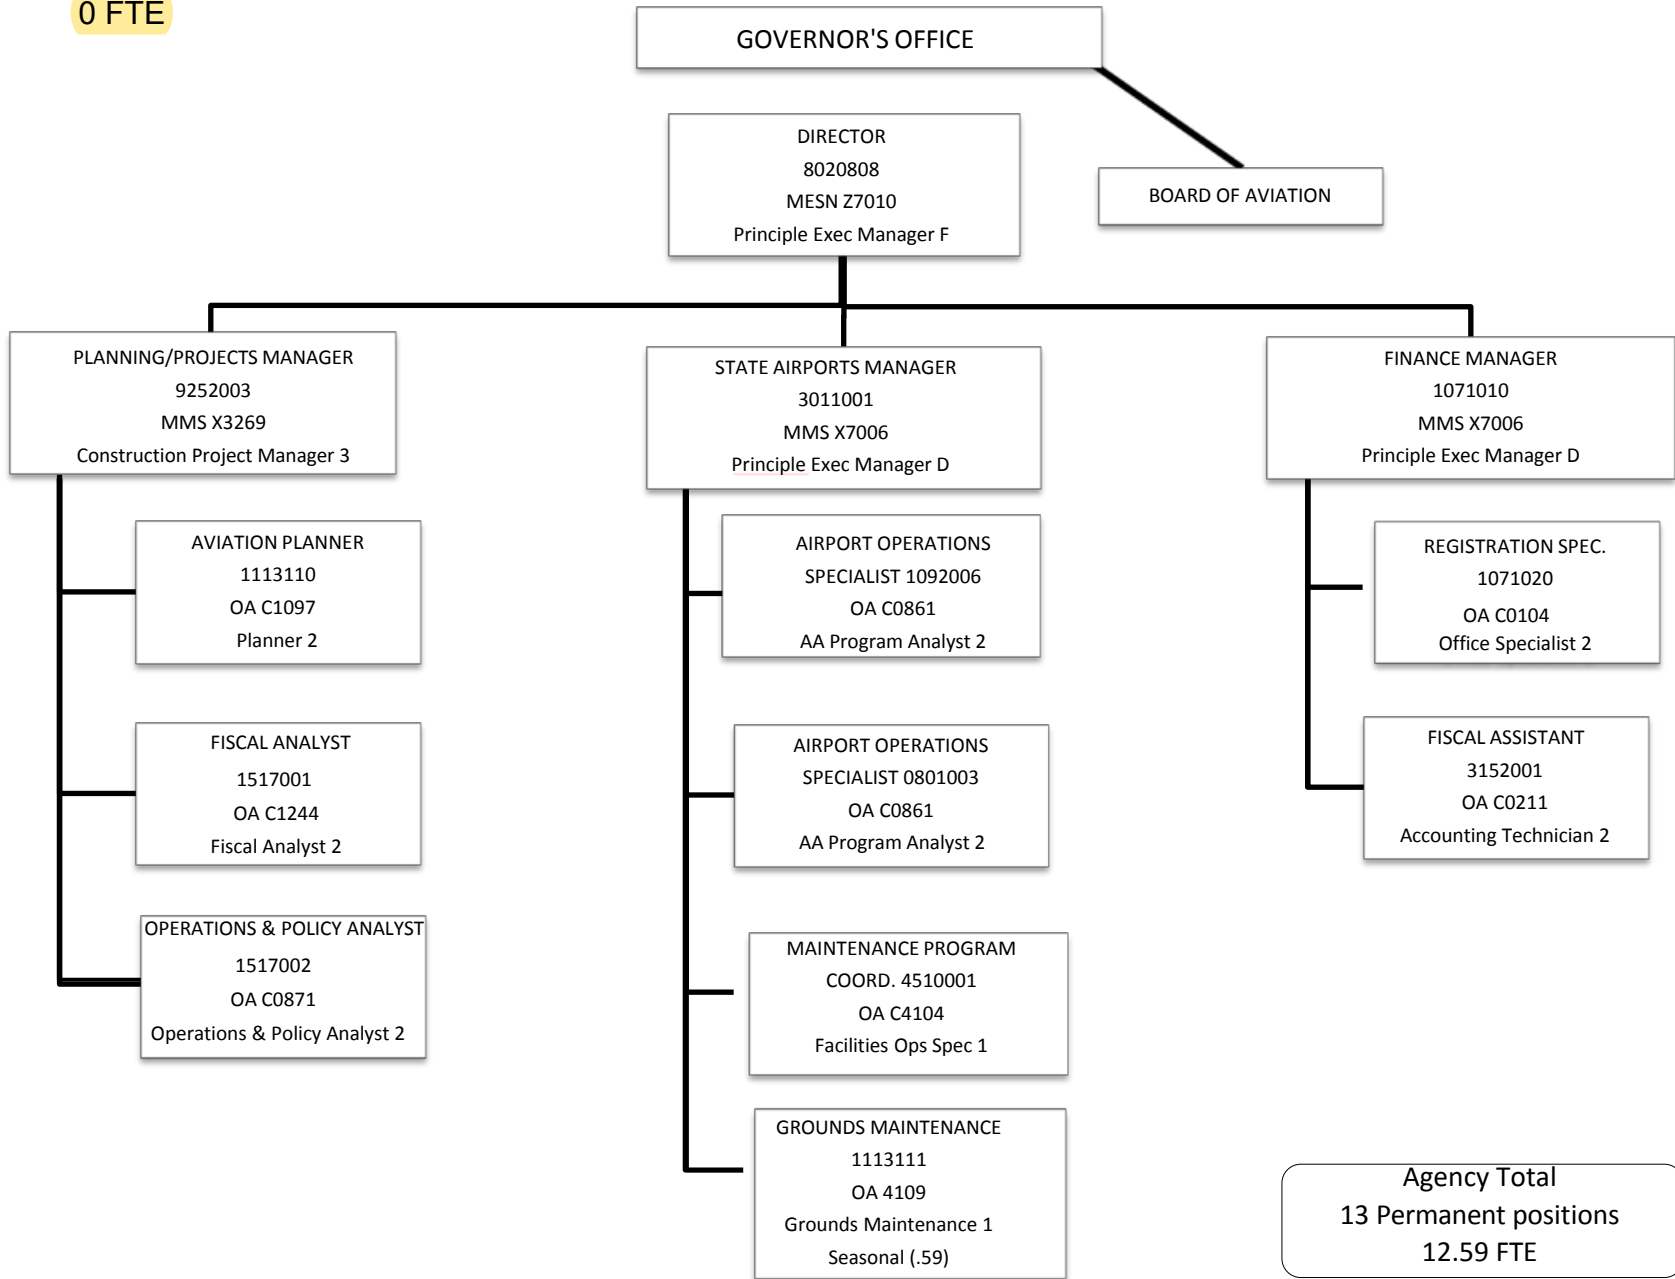 0 FTE
GOVERNOR'S OFFICE
DIRECTOR
8020808
MESN Z7010
Principle Exec Manager F
BOARD OF AVIATION
PLANNING/PROJECTS MANAGER
9252003
MMS X3269
Construction Project Manager 3
STATE AIRPORTS MANAGER
3011001
MMS X7006
Principle Exec Manager D
FINANCE MANAGER
1071010
MMS X7006
Principle Exec Manager D
AVIATION PLANNER
1113110
OA C1097
Planner 2
FISCAL ANALYST
1517001
OA C1244
Fiscal Analyst 2
OPERATIONS & POLICY ANALYST
1517002
OA C0871
Operations & Policy Analyst 2
AIRPORT OPERATIONS
SPECIALIST 1092006
OA C0861
AA Program Analyst 2
AIRPORT OPERATIONS
SPECIALIST 0801003
OA C0861
AA Program Analyst 2
MAINTENANCE PROGRAM
COORD. 4510001
OA C4104
Facilities Ops Spec 1
GROUNDS MAINTENANCE
1113111
OA 4109
Grounds Maintenance 1
Seasonal (.59)
REGISTRATION SPEC.
1071020
OA C0104
Office Specialist 2
FISCAL ASSISTANT
3152001
OA C0211
Accounting Technician 2
Agency Total
13 Permanent positions
12.59 FTE